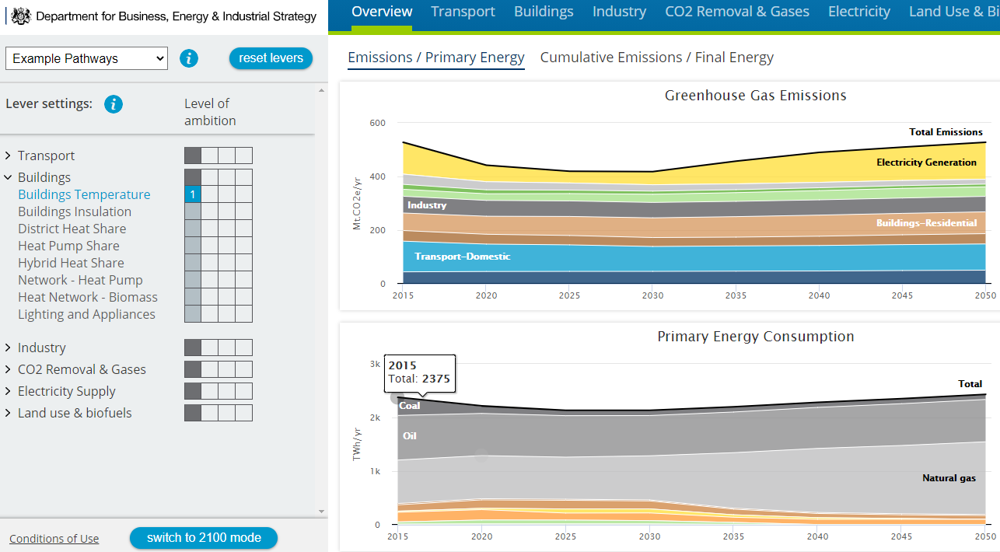 Department for Business, Energy & Industrial Strategy
Overview Transport Buildings Industry CO2 Removal & Gases Electricity Land Use & Bi
Example Pathways
i
reset levers
Emissions / Primary Energy Cumulative Emissions / Final Energy
Lever settings:
i
Level of
ambition
Transport
Buildings
Buildings Temperature
1
Buildings Insulation
District Heat Share
Heat Pump Share
Hybrid Heat Share
Network - Heat Pump
Heat Network - Biomass
Lighting and Appliances
Industry
CO2 Removal & Gases
Electricity Supply
Land use & biofuels
Conditions of Use
switch to 2100 mode
Greenhouse Gas Emissions
Mt.CO2e/yr
600
400
200
0
Total Emissions
Electricity Generation
Industry
Buildings–Residential
Transport–Domestic
2015 2020 2025 2030 2035 2040 2045 2050
Primary Energy Consumption
TWh/yr
3k
2k
1k
0
2015
Total: 2375
Total
Coal
Oil
Natural gas
2015 2020 2025 2030 2035 2040 2045 2050